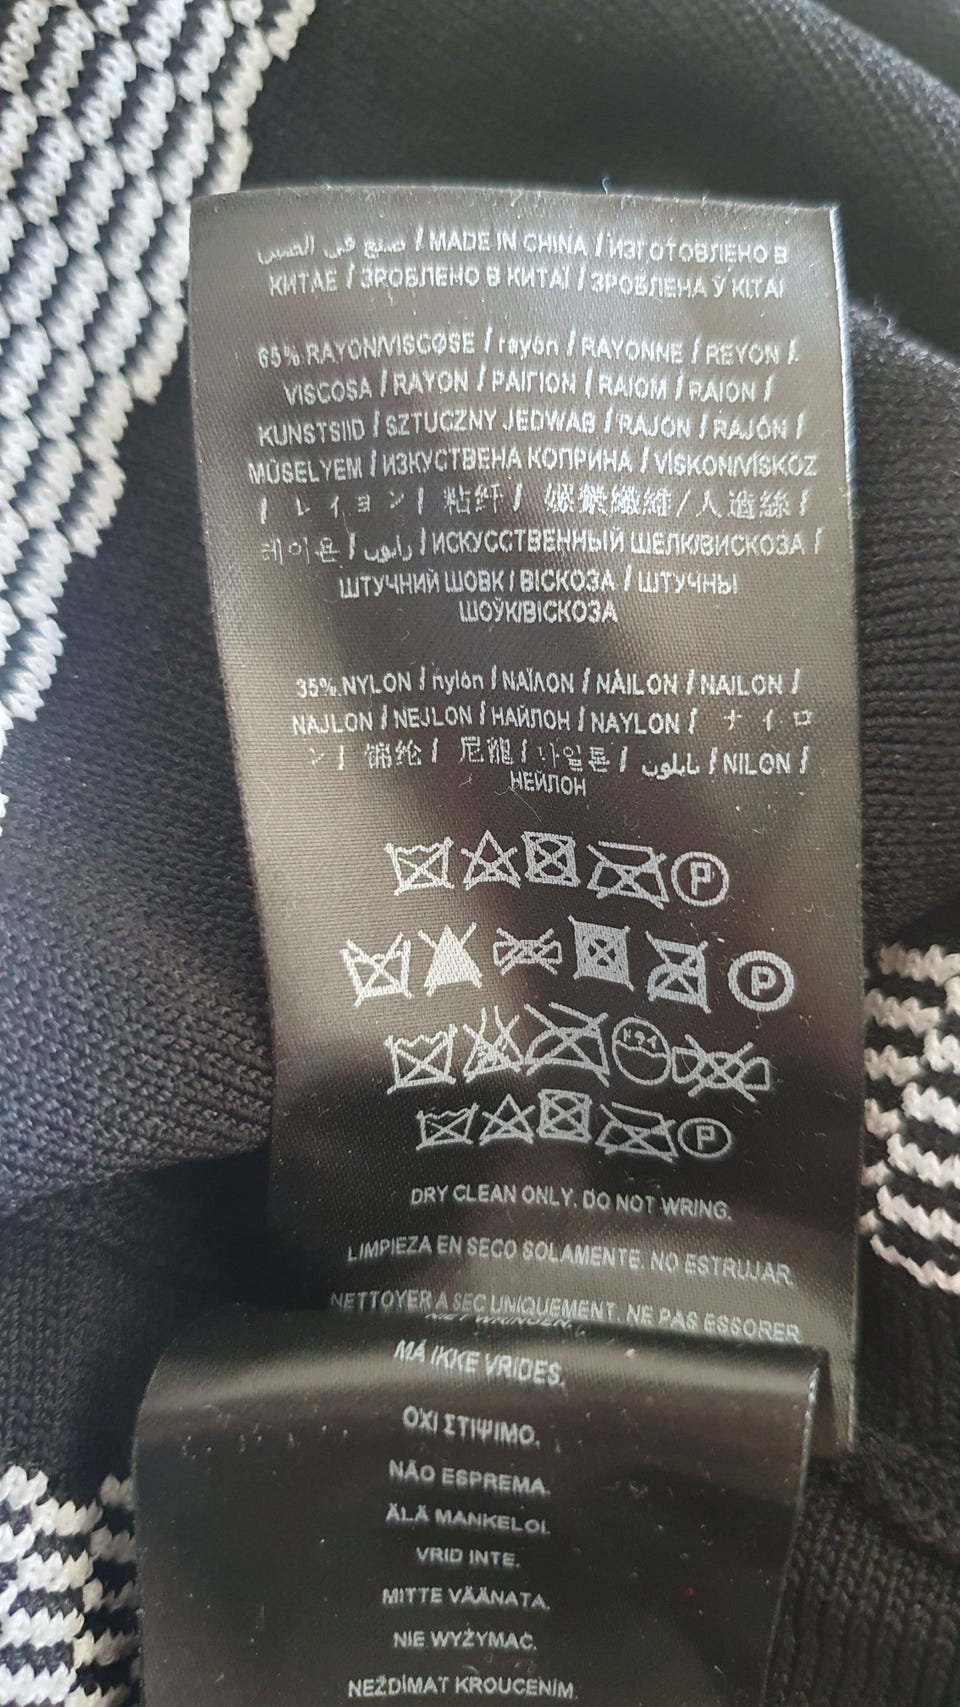 صنع في الصين / MADE IN CHINA / ИЗГОТОВЛЕНО В
КИТАЕ / ЗРОБЛЕНО В КИТАЇ / ЗРОБЛЕНА Ў КІТАІ
65% RAYON/VISCOSE / rayón / RAYONNE / REYON /
VISCOSA / RAYON / ΡΑΙΓΙΟΝ / RAIOM / RAION /
KUNSTSIID / SZTUCZNY JEDWAB / RAJON / RAJÓN /
MŰSELYEM / ИЗКУСТВЕНА КОПРИНА / VİSKON/VİSKOZ
/ レイヨン / 粘纤 / 嫘縈纖維/人造絲 /
레이온 / رايون / ИСКУССТВЕННЫЙ ШЕЛК/ВИСКОЗА /
ШТУЧНИЙ ШОВК / ВІСКОЗА / ШТУЧНЫ
ШОЎК/ВІСКОЗА
35% NYLON / nylón / ΝΑΪΛΟΝ / NÁILON / NAILON /
NAJLON / NEJLON / НАЙЛОН / NAYLON / ナイロ
ン / 锦纶 / 尼龍 / 나일론 / نايلون / NILON /
НЕЙЛОН
P
P
P
DRY CLEAN ONLY. DO NOT WRING.
LIMPIEZA EN SECO SOLAMENTE. NO ESTRUJAR.
NETTOYER A SEC UNIQUEMENT. NE PAS ESSORER.
MÅ IKKE VRIDES.
ΟΧΙ ΣΤΙΨΙΜΟ.
NÃO ESPREMA.
ÄLÄ MANKELOI.
VRID INTE.
MITTE VÄÄNATA.
NIE WYŻYMAĆ.
NEŽDÍMAT KROUCENÍM.